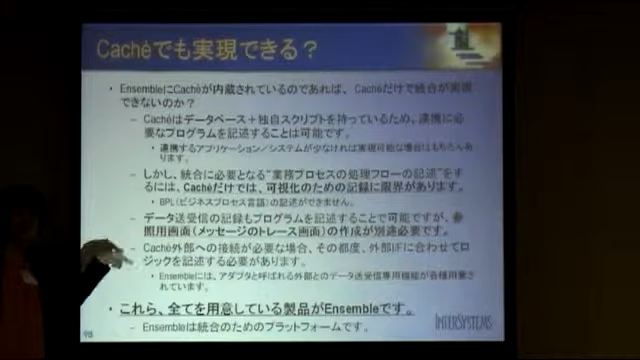 Cachéでも実現できる？
・ EnsembleにCachéが内蔵されているのであれば、Cachéだけで統合が実現
できないのか？
– Cachéはデータベース＋独自スクリプトを持っているため、連携に必
要なプログラムを記述することは可能です。
・ 連携するアプリケーション／システムが少なければ実現可能な場合はもちろんあ
ります。
– しかし、統合に必要となる“業務プロセスの処理フローの記述”をす
るには、Cachéだけでは、可視化のための記録に限界があります。
・ BPL（ビジネスプロセス言語）の記述ができません。
– データ送受信の記録もプログラムを記述することで可能ですが、参
照用画面（メッセージのトレース画面）の作成が別途必要です。
– Caché外部への接続が必要な場合、その都度、外部I/Fに合わせてロ
ジックを記述する必要があります。
・ Ensembleには、アダプタと呼ばれる外部とのデータ送受信専用機能が各種用意さ
れています。
・ これら、全てを用意している製品がEnsembleです。
– Ensembleは統合のためのプラットフォームです。
INTERSYSTEMS